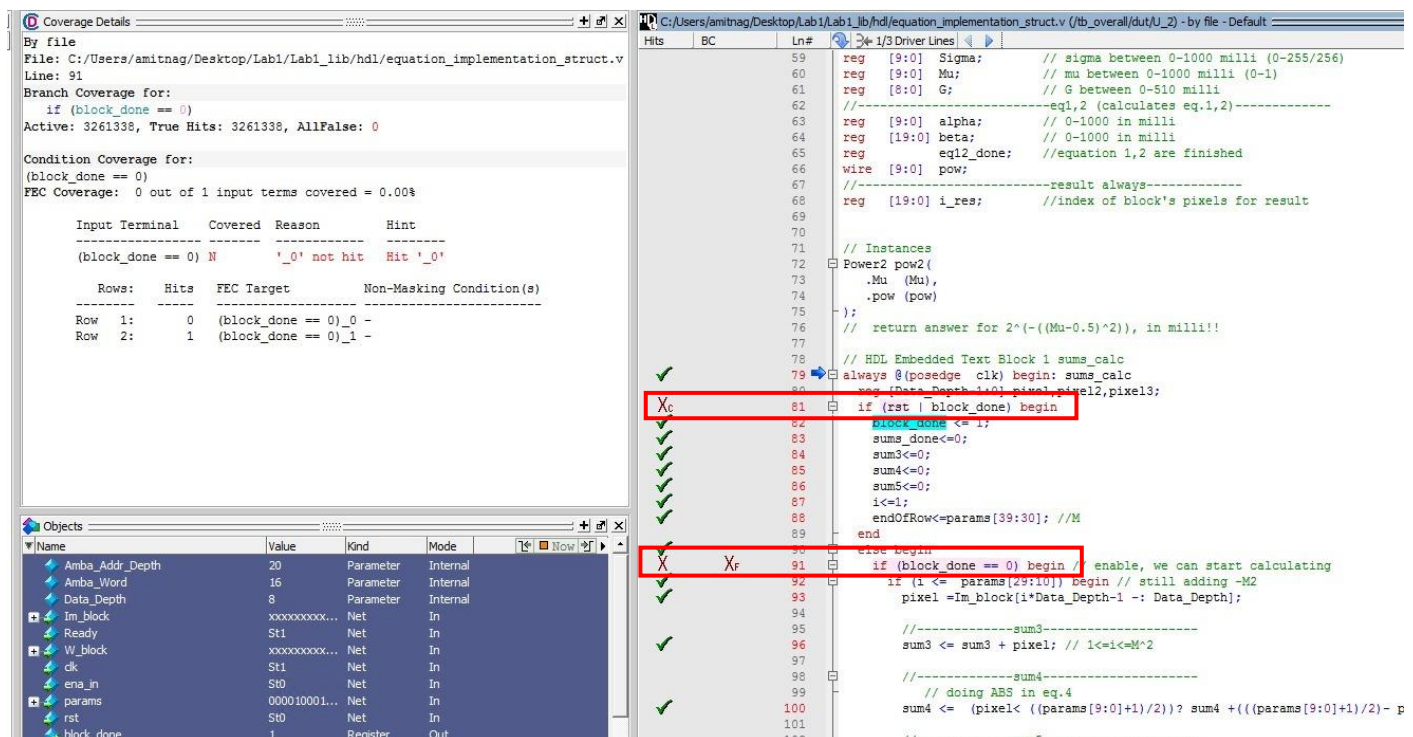 Coverage Details
By file
File: C:/Users/amitnag/Desktop/Lab1/Lab1_lib/hdl/equation_implementation_struct.v
Line: 91
Branch Coverage for:
if (block_done == 0)
Active: 3261338, True Hits: 3261338, AllFalse: 0
Condition Coverage for:
(block_done == 0)
FEC Coverage: 0 out of 1 input terms covered = 0.00%
Input Terminal Covered Reason Hint
(block_done == 0) N '_0' not hit Hit '_0'
Rows: Hits FEC Target Non-Masking Condition(s)
Row 1: 0 (block_done == 0)_0 -
Row 2: 1 (block_done == 0)_1 -
Objects
Name Value Kind Mode Now
Amba_Addr_Depth 20 Parameter Internal
Amba_Word 16 Parameter Internal
Data_Depth 8 Parameter Internal
Im_block xxxxxxxxx... Net In
Ready St1 Net In
W_block xxxxxxxxx... Net In
clk St1 Net In
ena_in St0 Net In
params 000010001... Net In
rst St0 Net In
block_done 1 Register Out
C:/Users/amitnag/Desktop/Lab1/Lab1_lib/hdl/equation_implementation_struct.v (/tb_overall/dut/U_2) - by file - Default
Hits BC Ln# 1/3 Driver Lines
59 reg [9:0] Sigma; // sigma between 0-1000 milli (0-255/256)
60 reg [9:0] Mu; // mu between 0-1000 milli (0-1)
61 reg [8:0] G; // G between 0-510 milli
62 //---------------------------eq1,2 (calculates eq.1,2)-------------
63 reg [9:0] alpha; // 0-1000 in milli
64 reg [19:0] beta; // 0-1000 in milli
65 reg eq12_done; //equation 1,2 are finished
66 wire [9:0] pow;
67 //---------------------------result always-------------
68 reg [19:0] i_res; //index of block's pixels for result
69
70
71 // Instances
72 Power2 pow2(
73 .Mu (Mu),
74 .pow (pow)
75 );
76 // return answer for 2^(-((Mu-0.5)^2)), in milli!!
77
78 // HDL Embedded Text Block 1 sums_calc
79 always @(posedge clk) begin: sums_calc
80 reg [Data_Depth-1:0] pixel,pixel2,pixel3;
XC 81 if (rst | block_done) begin
82 block_done <= 1;
83 sums_done<=0;
84 sum3<=0;
85 sum4<=0;
86 sum5<=0;
87 i<=1;
88 endOfRow<=params[39:30]; //M
89 end
90 else begin
X XF 91 if (block_done == 0) begin // enable, we can start calculating
92 if (i <= params[29:10]) begin // still adding -M2
93 pixel =Im_block[i*Data_Depth-1 -: Data_Depth];
94
95 //-------------sum3---------------------
96 sum3 <= sum3 + pixel; // 1<=i<=M^2
97
98 //-------------sum4---------------------
99 // doing ABS in eq.4
100 sum4 <= (pixel< ((params[9:0]+1)/2))? sum4 +(((params[9:0]+1)/2)- p
101